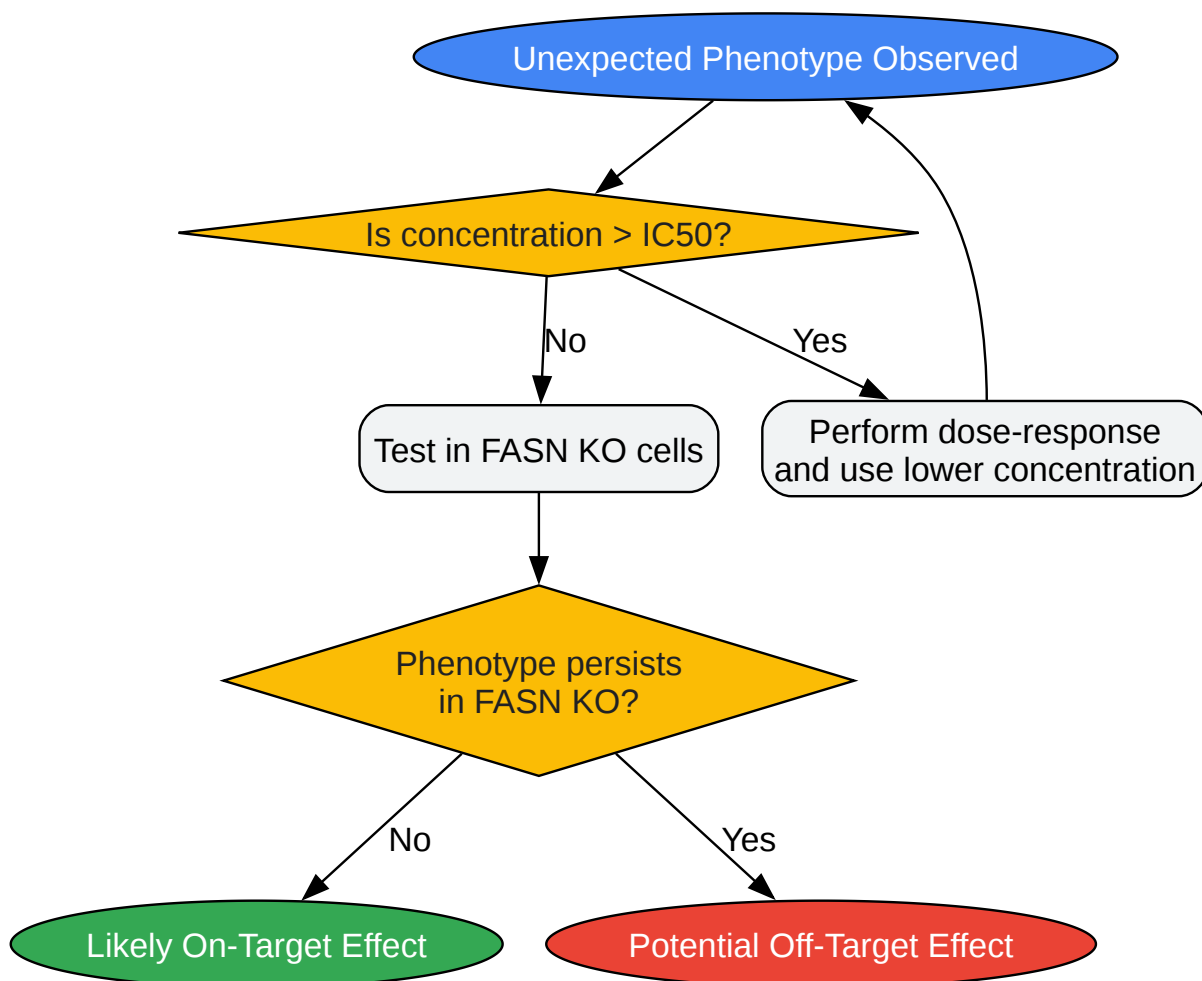 Unexpected Phenotype Observed
Is concentration > IC50?
No
Yes
Test in FASN KO cells
Perform dose-response
and use lower concentration
Phenotype persists
in FASN KO?
No
Yes
Likely On-Target Effect
Potential Off-Target Effect